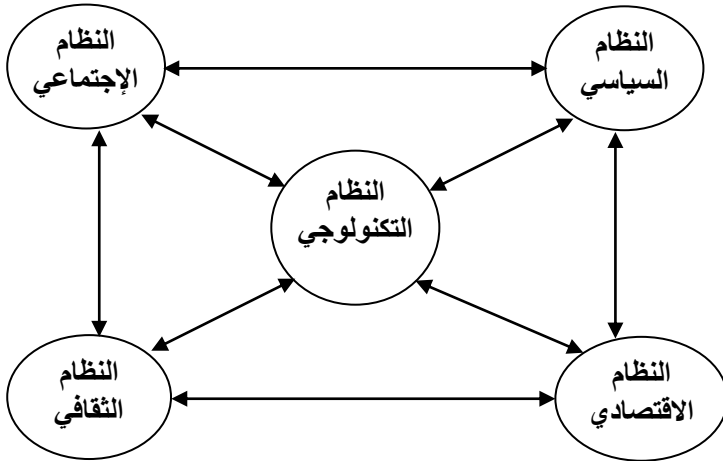 النظام
السياسي
النظام
الإجتماعي
النظام
التكنولوجي
النظام
الاقتصادي
النظام
الثقافي